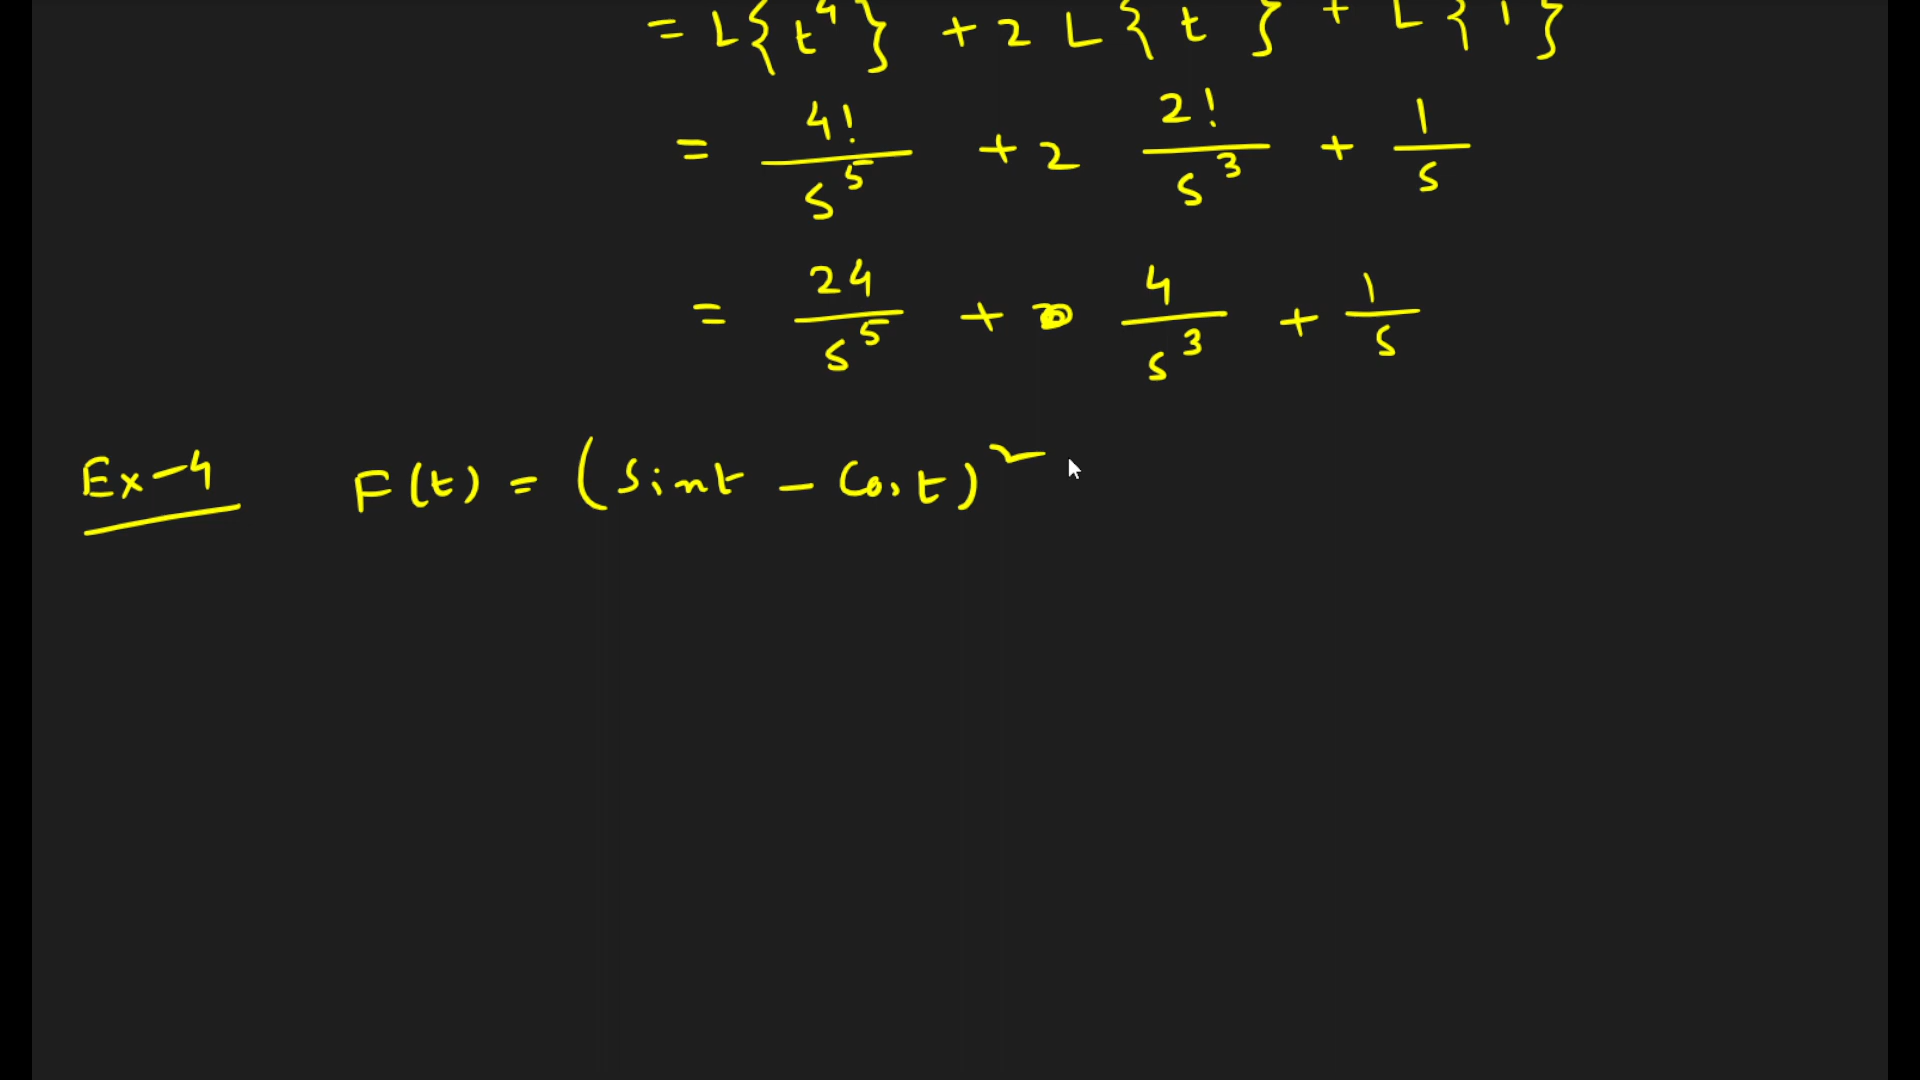 = L{t⁴} + 2 L{t } + L{1}
= 4!/s⁵ + 2 2!/s³ + 1/s
= 24/s⁵ + 4/s³ + 1/s
Ex-4 F(t) = (Sint - Cost)²